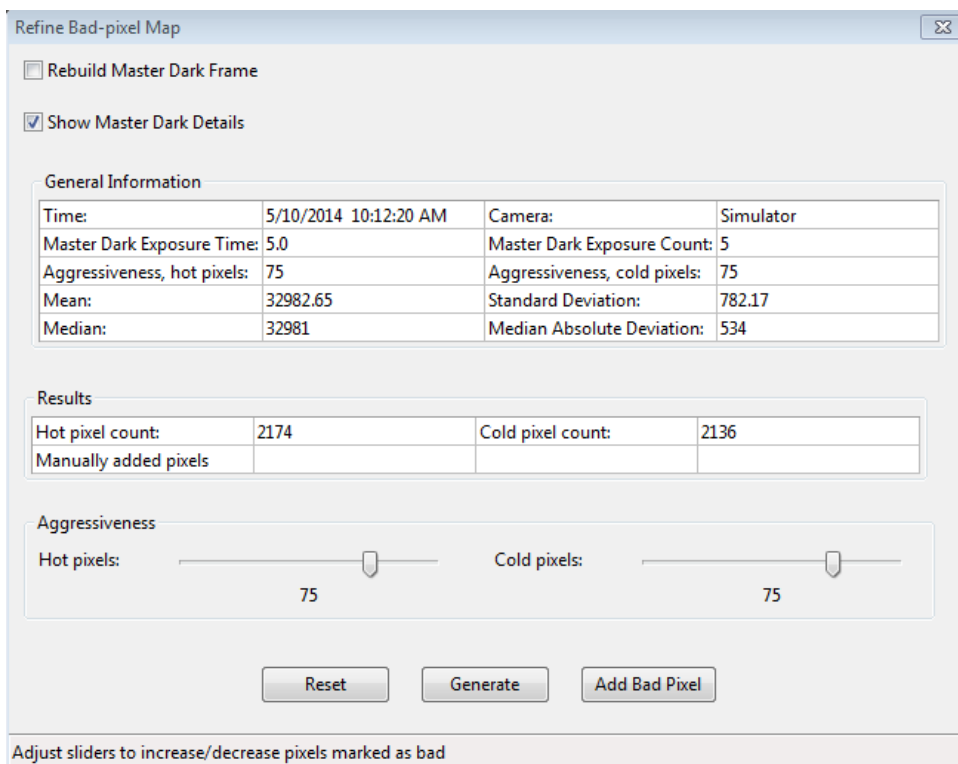 Refine Bad-pixel Map
Rebuild Master Dark Frame
Show Master Dark Details
General Information
Time: 5/10/2014 10:12:20 AM Camera: Simulator
Master Dark Exposure Time: 5.0 Master Dark Exposure Count: 5
Aggressiveness, hot pixels: 75 Aggressiveness, cold pixels: 75
Mean: 32982.65 Standard Deviation: 782.17
Median: 32981 Median Absolute Deviation: 534
Results
Hot pixel count: 2174 Cold pixel count: 2136
Manually added pixels
Aggressiveness
Hot pixels: Cold pixels:
75 75
Reset Generate Add Bad Pixel
Adjust sliders to increase/decrease pixels marked as bad